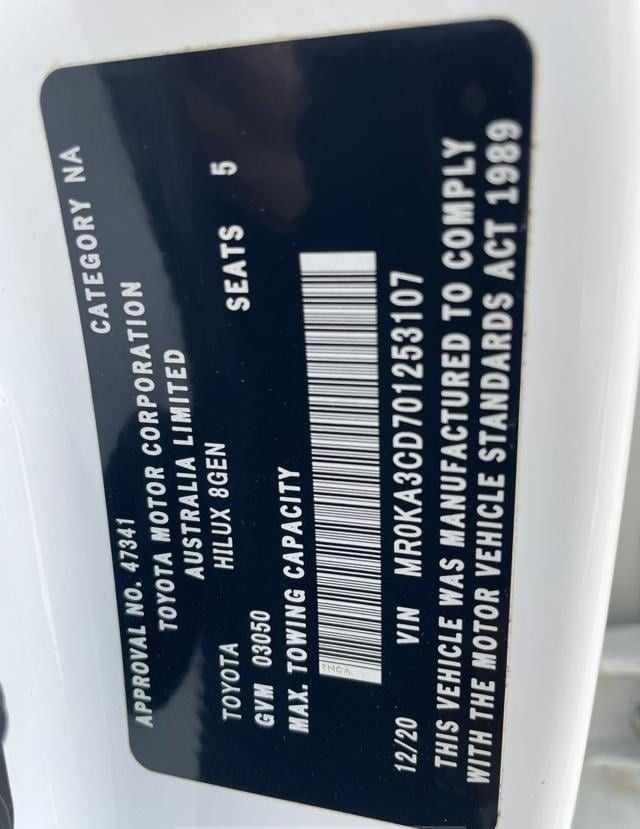 APPROVAL NO. 47341 CATEGORY NA
TOYOTA MOTOR CORPORATION
AUSTRALIA LIMITED
TOYOTA HILUX 8GEN
GVM 03050 SEATS 5
MAX. TOWING CAPACITY
TMCA
12/20 VIN MR0KA3CD701253107
THIS VEHICLE WAS MANUFACTURED TO COMPLY
WITH THE MOTOR VEHICLE STANDARDS ACT 1989